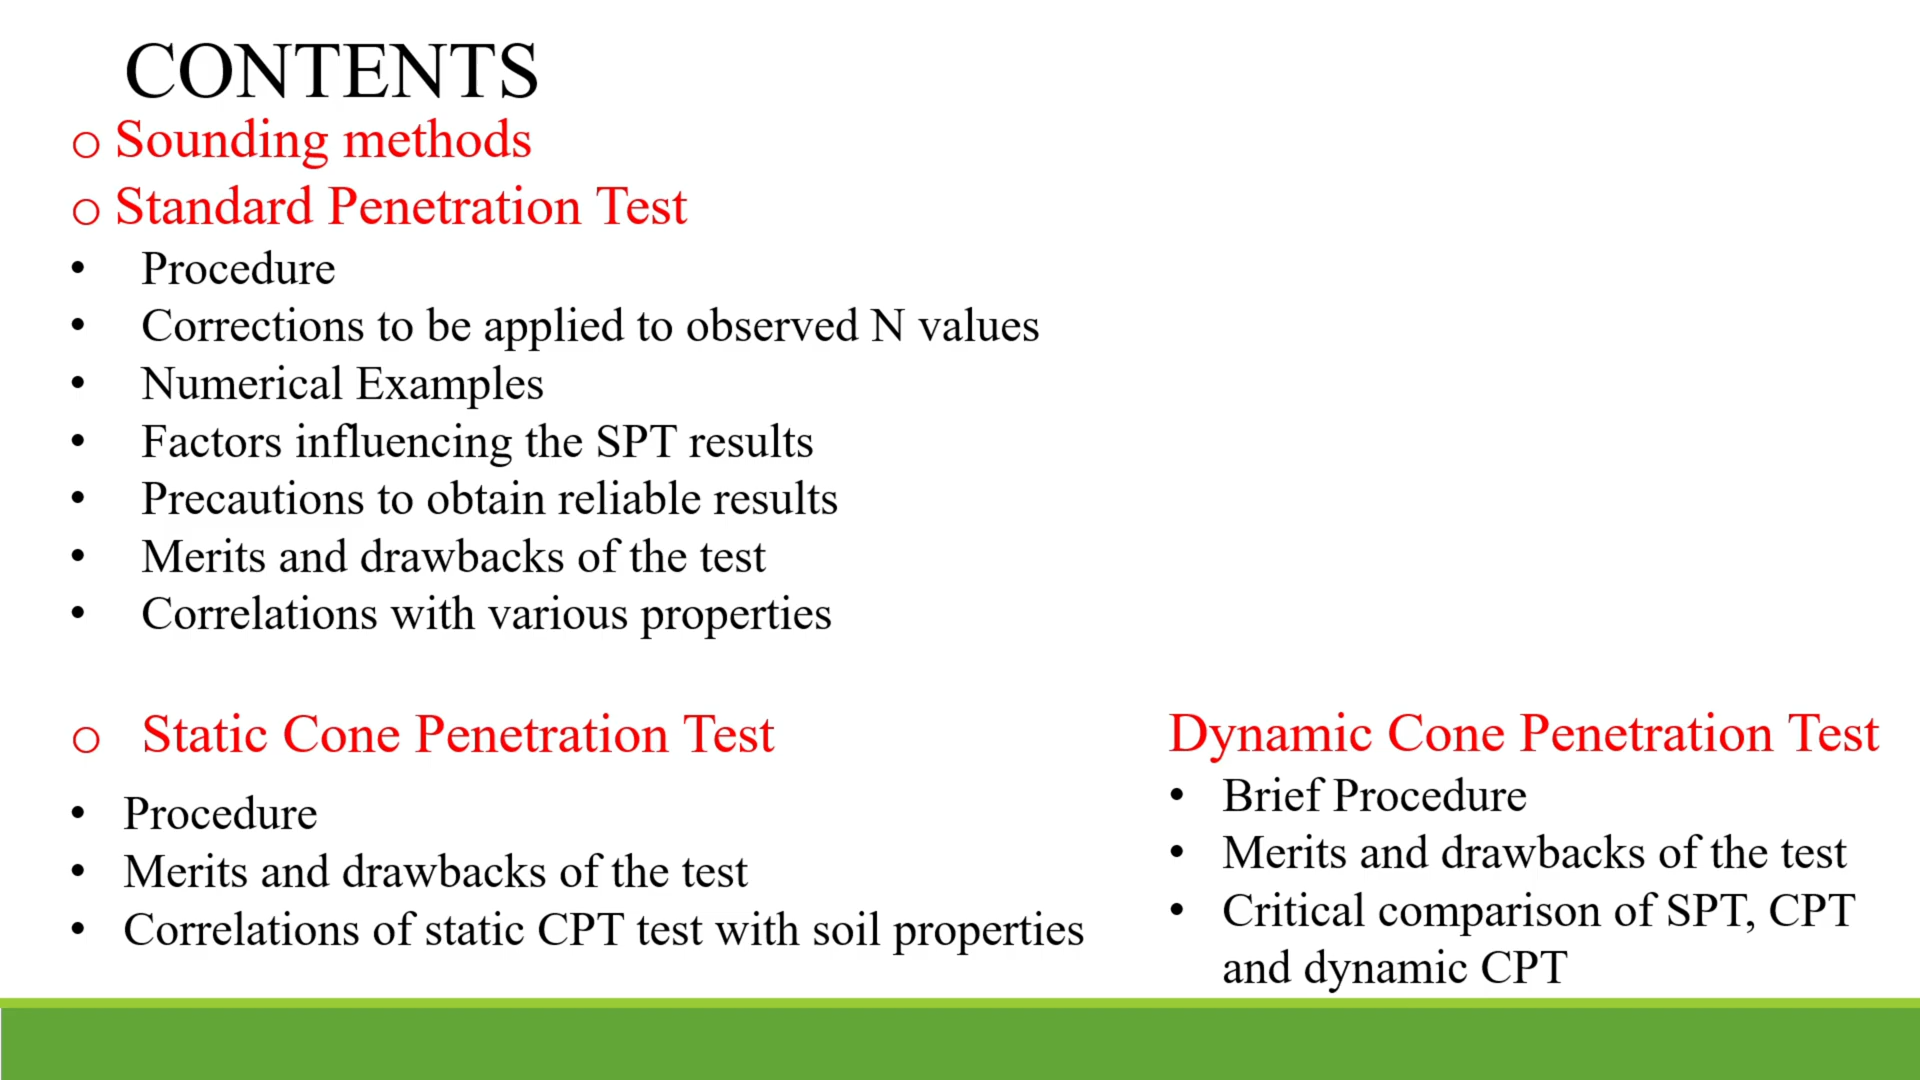 CONTENTS
o Sounding methods
o Standard Penetration Test
• Procedure
• Corrections to be applied to observed N values
• Numerical Examples
• Factors influencing the SPT results
• Precautions to obtain reliable results
• Merits and drawbacks of the test
• Correlations with various properties
o Static Cone Penetration Test
• Procedure
• Merits and drawbacks of the test
• Correlations of static CPT test with soil properties
Dynamic Cone Penetration Test
• Brief Procedure
• Merits and drawbacks of the test
• Critical comparison of SPT, CPT
and dynamic CPT